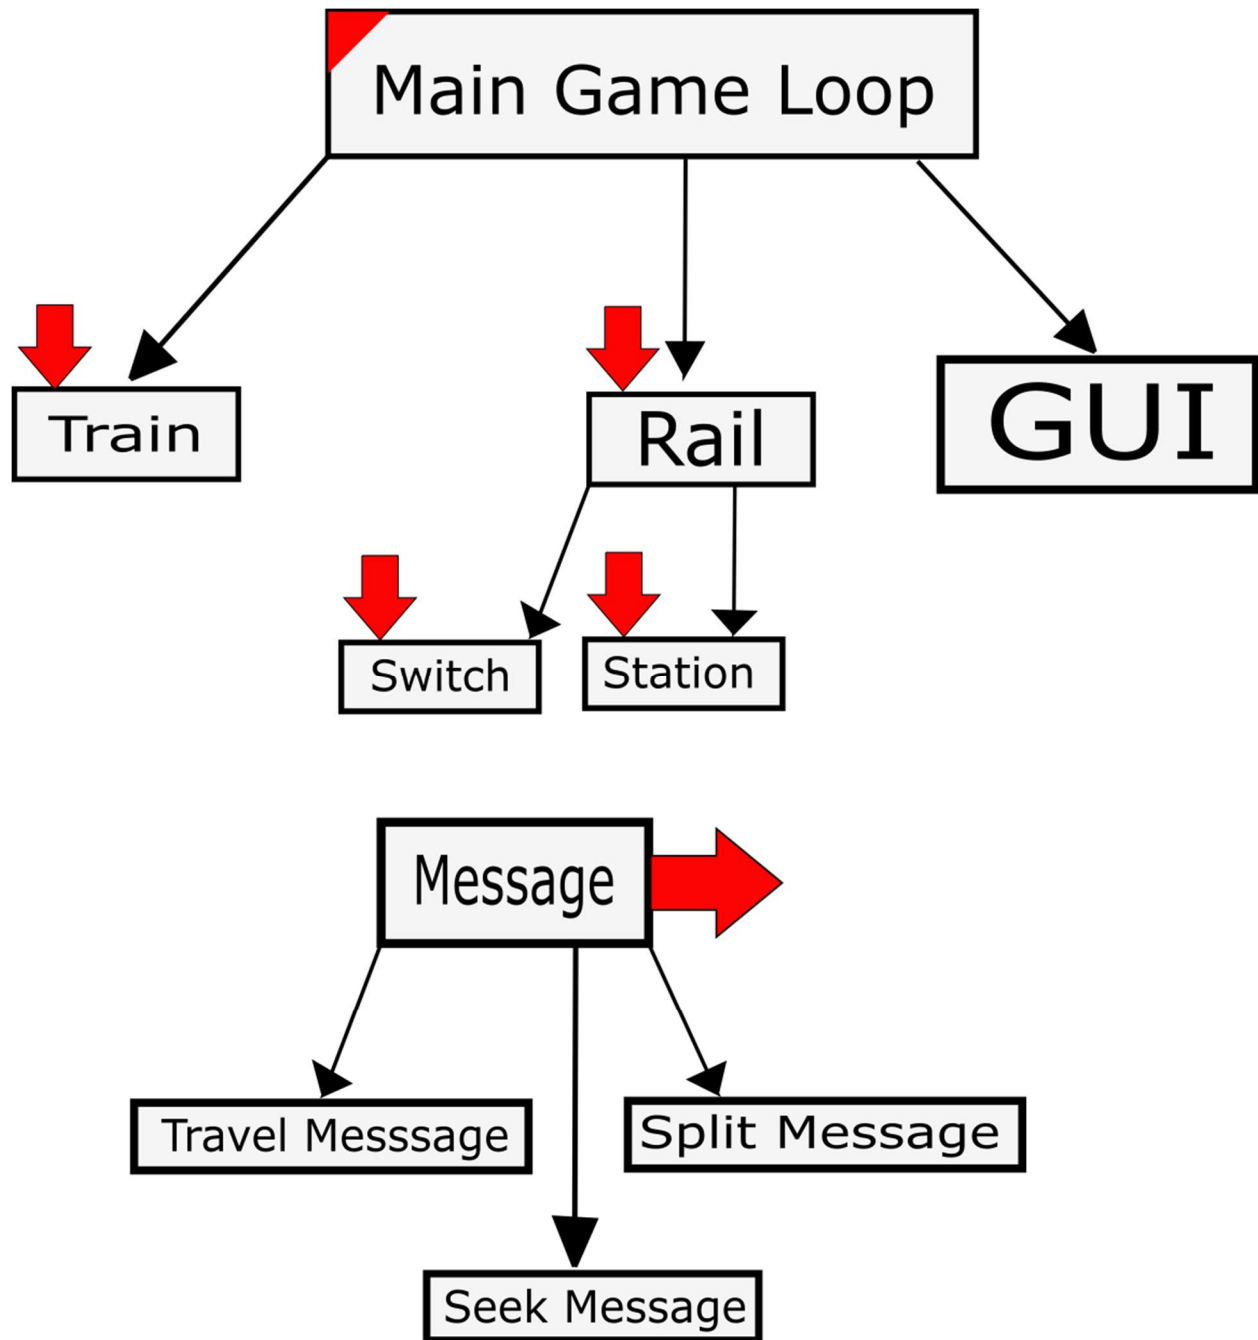 Main Game Loop
Train
Rail
GUI
Switch
Station
Message
Travel Messsage
Split Message
Seek Message